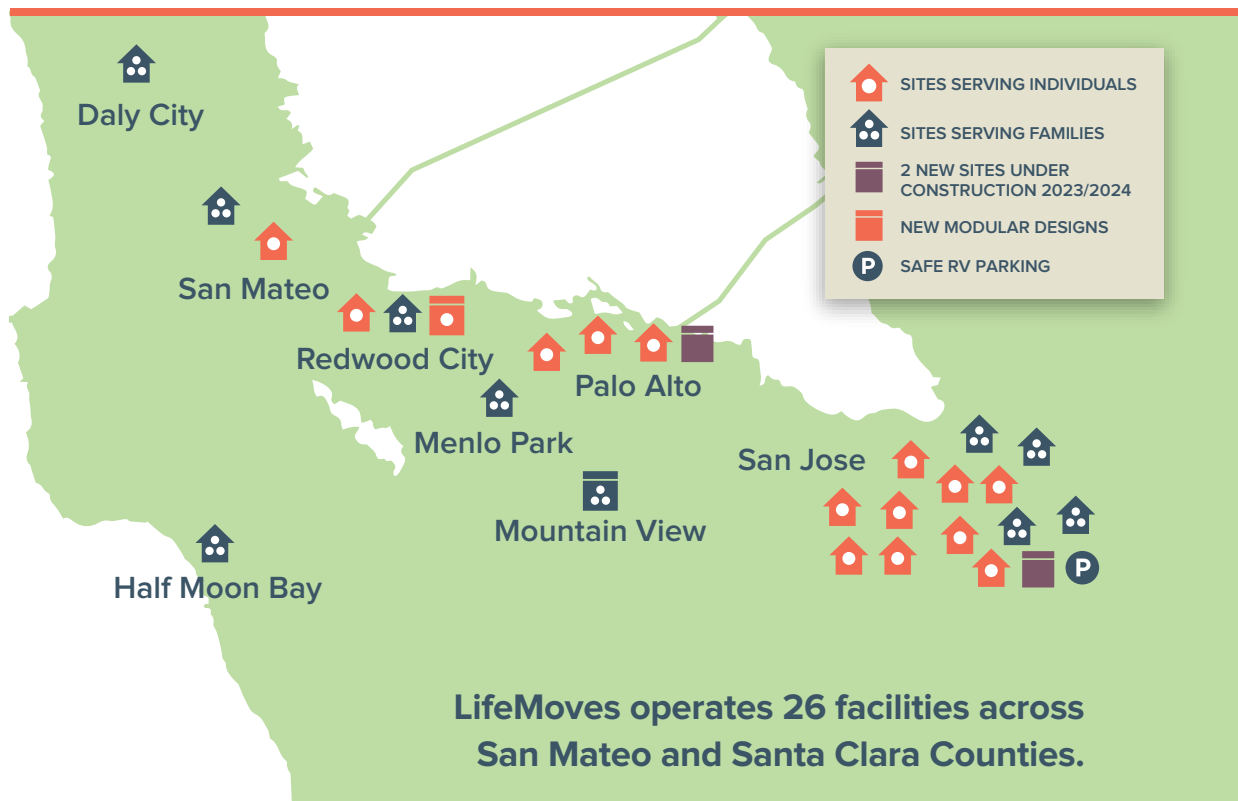 Daly City
SITES SERVING INDIVIDUALS
SITES SERVING FAMILIES
2 NEW SITES UNDER
CONSTRUCTION 2023/2024
NEW MODULAR DESIGNS
P
SAFE RV PARKING
San Mateo
Redwood City
Palo Alto
Menlo Park
San Jose
Mountain View
P
Half Moon Bay
LifeMoves operates 26 facilities across
San Mateo and Santa Clara Counties.